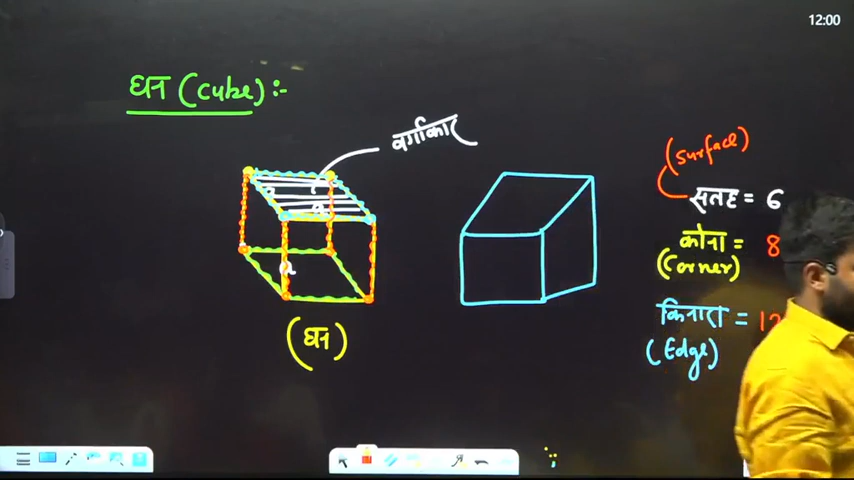 12:00
घन (Cube) :-
वर्गाकार
a
(घन)
(Surface)
सतह = 6
कोना = 8
(Corner)
किनारा = 12
(Edge)